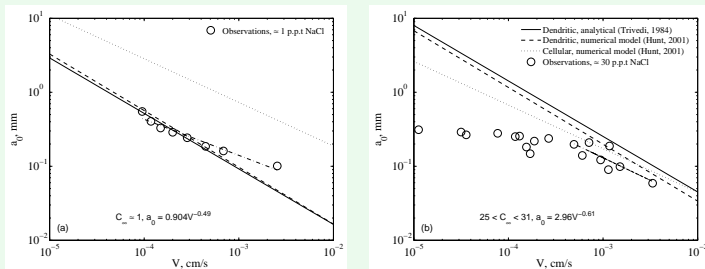 10^1
10^0
10^-1
10^-2
a_0, mm
Observations, ≈ 1 p.p.t NaCl
(a)
C_∞ ≈ 1, a_0 = 0.904V^-0.49
10^-5
10^-4
10^-3
10^-2
V, cm/s
10^1
10^0
10^-1
10^-2
a_0, mm
Dendritic, analytical (Trivedi, 1984)
Dendritic, numerical model (Hunt, 2001)
Cellular, numerical model (Hunt, 2001)
Observations, ≈ 30 p.p.t NaCl
(b)
25 < C_∞ < 31, a_0 = 2.96V^-0.61
10^-5
10^-4
10^-3
10^-2
V, cm/s